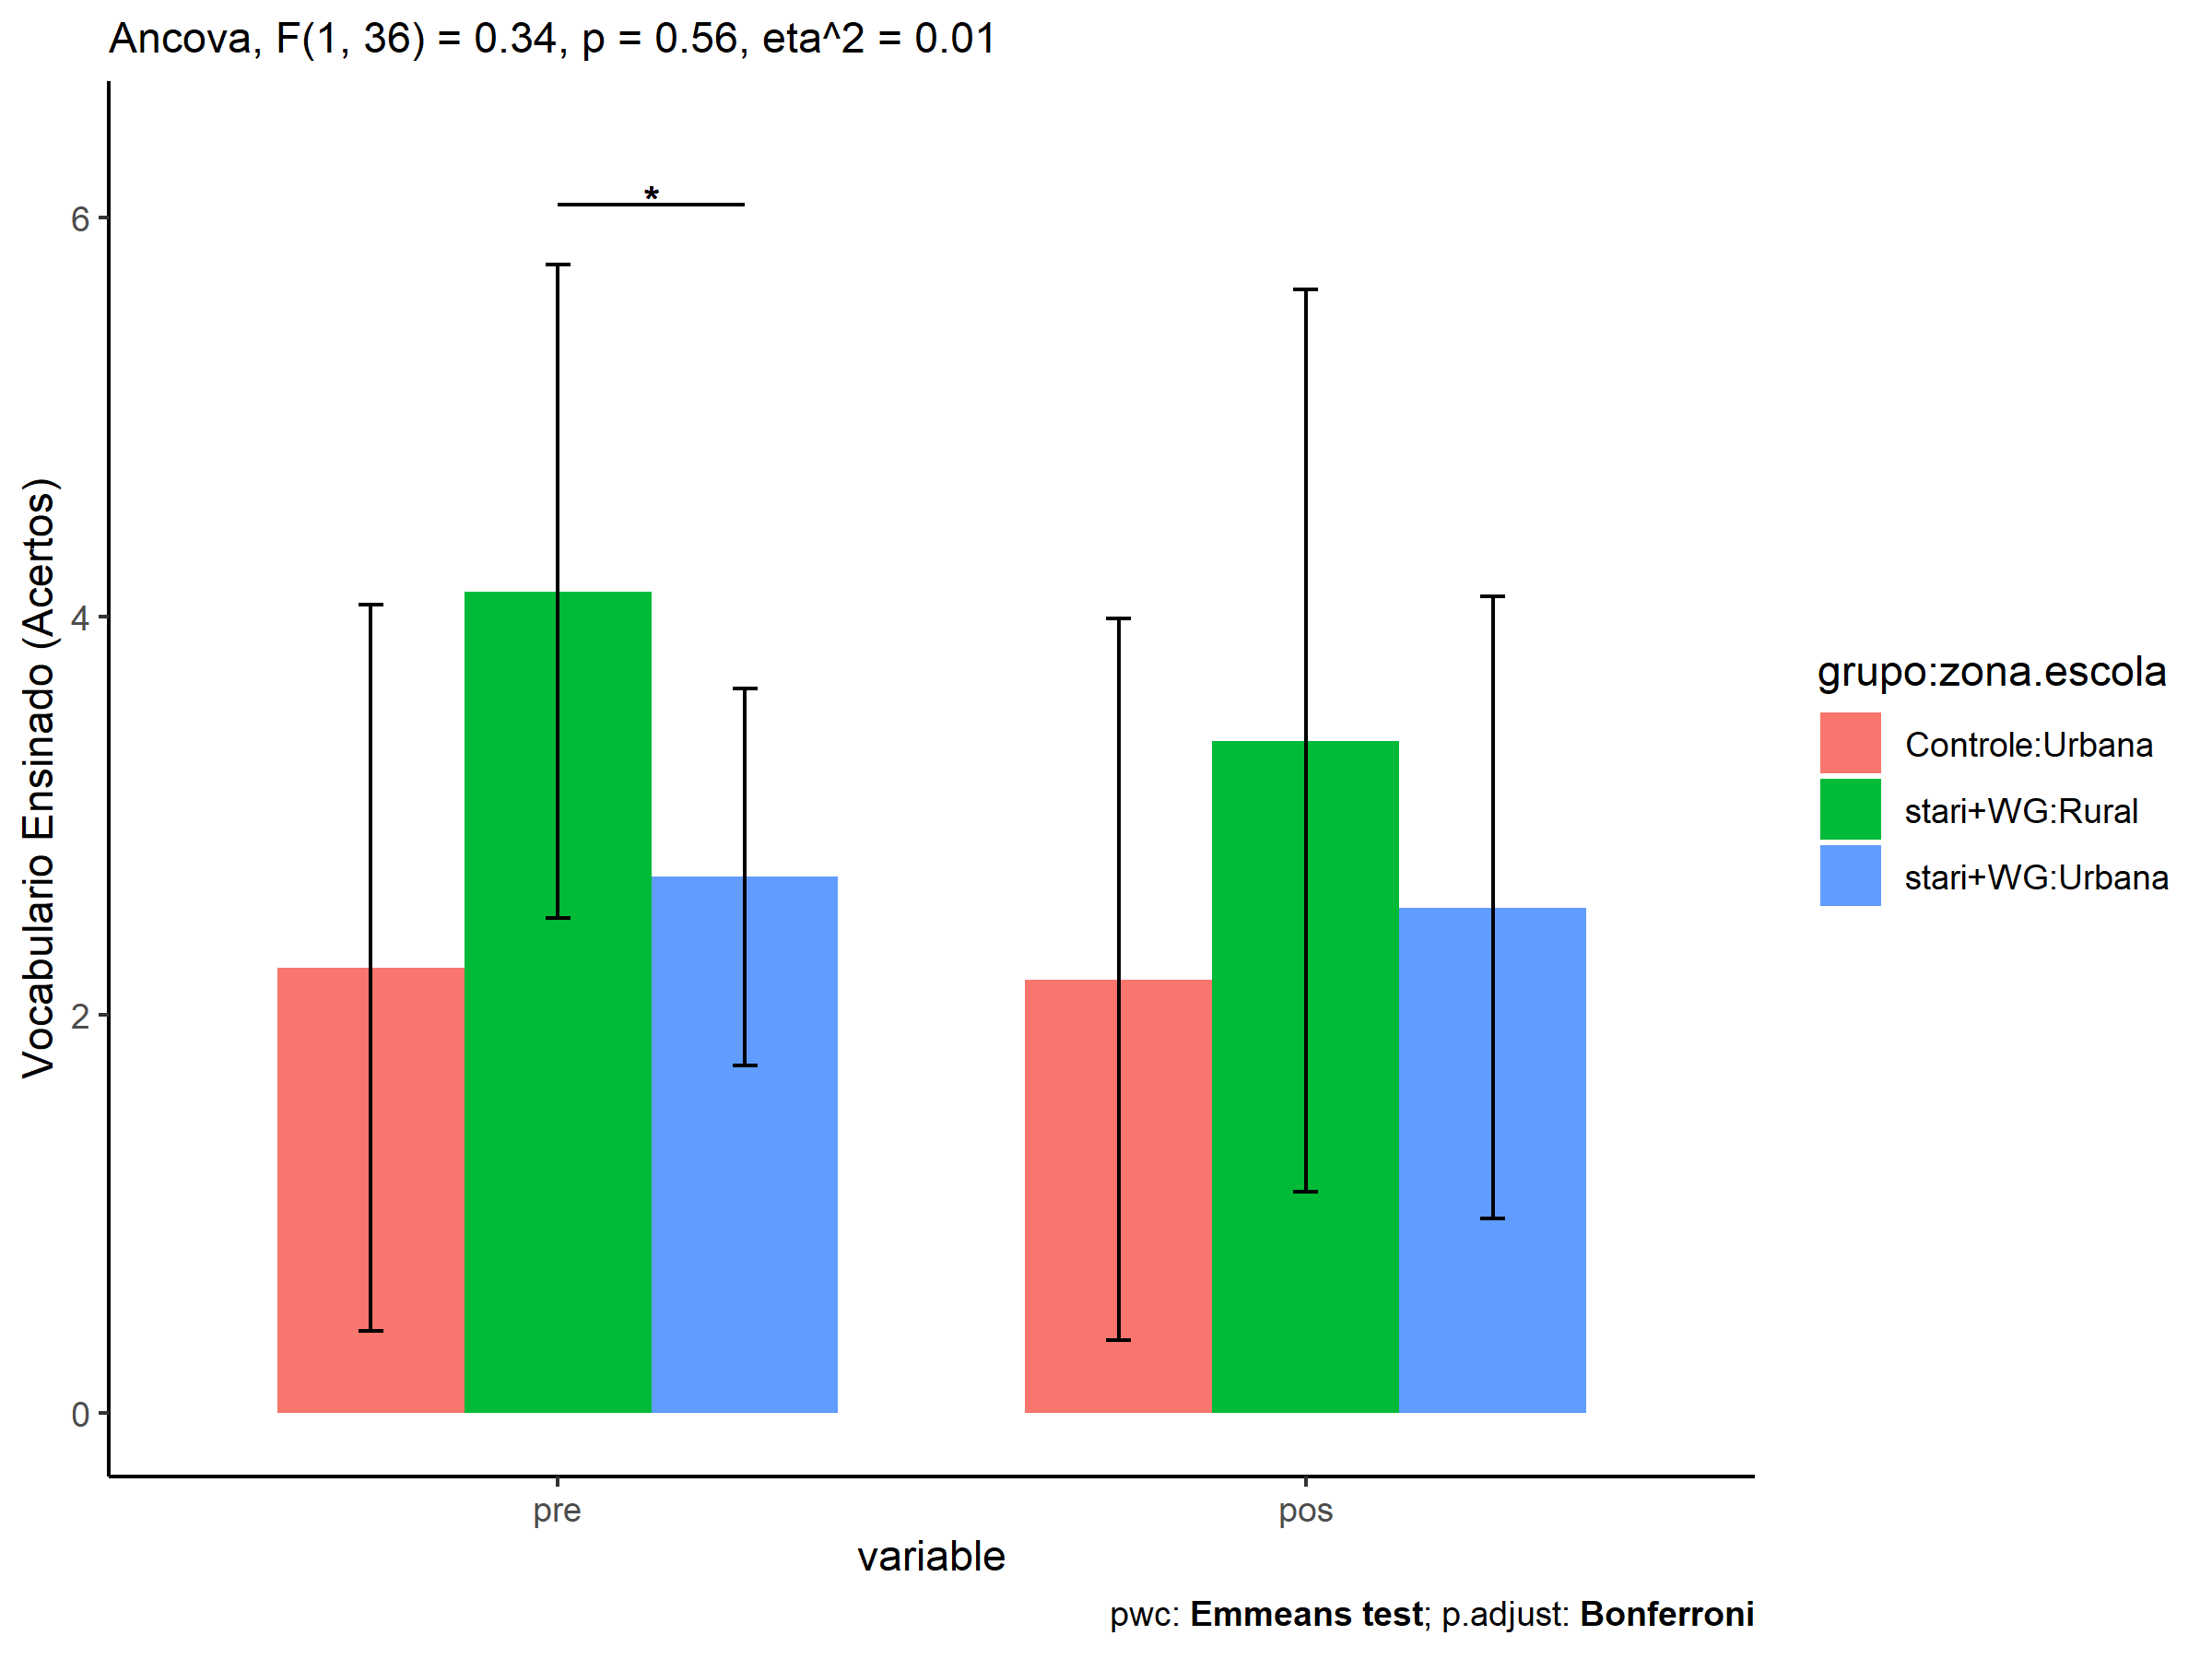 Ancova, F(1, 36) = 0.34, p = 0.56, eta^2 = 0.01
Vocabulario Ensinado (Acertos)
6
4
2
0
*
pre
pos
variable
grupo:zona.escola
Controle:Urbana
stari+WG:Rural
stari+WG:Urbana
pwc: Emmeans test; p.adjust: Bonferroni